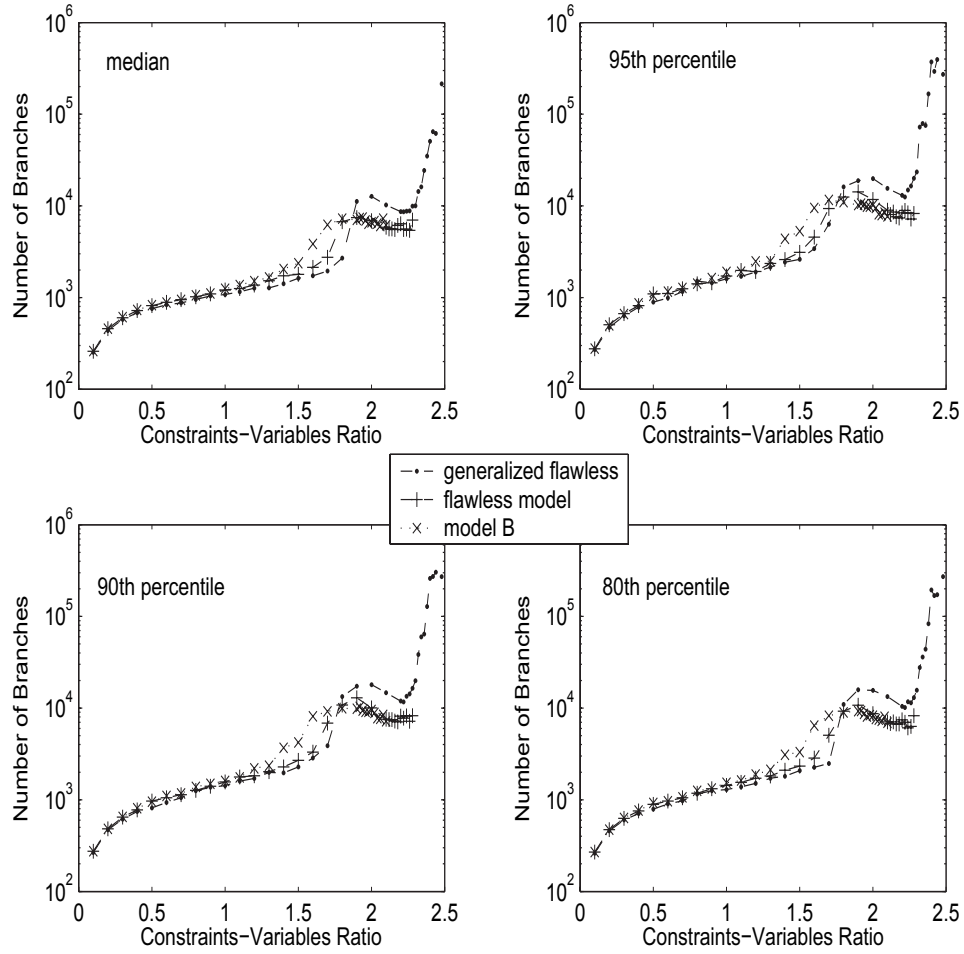 median
10^6
10^5
10^4
10^3
10^2
Number of Branches
0 0.5 1 1.5 2 2.5
Constraints−Variables Ratio
95th percentile
10^6
10^5
10^4
10^3
10^2
Number of Branches
0 0.5 1 1.5 2 2.5
Constraints−Variables Ratio
generalized flawless
flawless model
model B
90th percentile
10^6
10^5
10^4
10^3
10^2
Number of Branches
0 0.5 1 1.5 2 2.5
Constraints−Variables Ratio
80th percentile
10^6
10^5
10^4
10^3
10^2
Number of Branches
0 0.5 1 1.5 2 2.5
Constraints−Variables Ratio